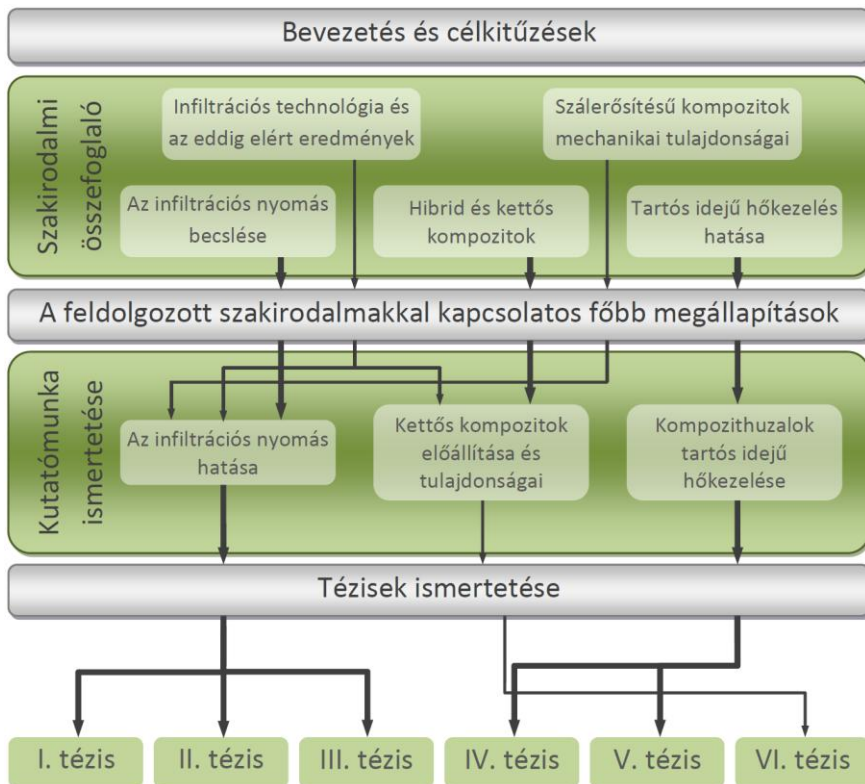 Bevezetés és célkitűzések
Szakirodalmi
összefoglaló
Infiltrációs technológia és
az eddig elért eredmények
Szálerősítésű kompozitok
mechanikai tulajdonságai
Az infiltrációs nyomás
becslése
Hibrid és kettős
kompozitok
Tartós idejű hőkezelés
hatása
A feldolgozott szakirodalmakkal kapcsolatos főbb megállapítások
Kutatómunka
ismertetése
Az infiltrációs nyomás
hatása
Kettős kompozitok
előállítása és
tulajdonságai
Kompozithuzalok
tartós idejű
hőkezelése
Tézisek ismertetése
I. tézis
II. tézis
III. tézis
IV. tézis
V. tézis
VI. tézis